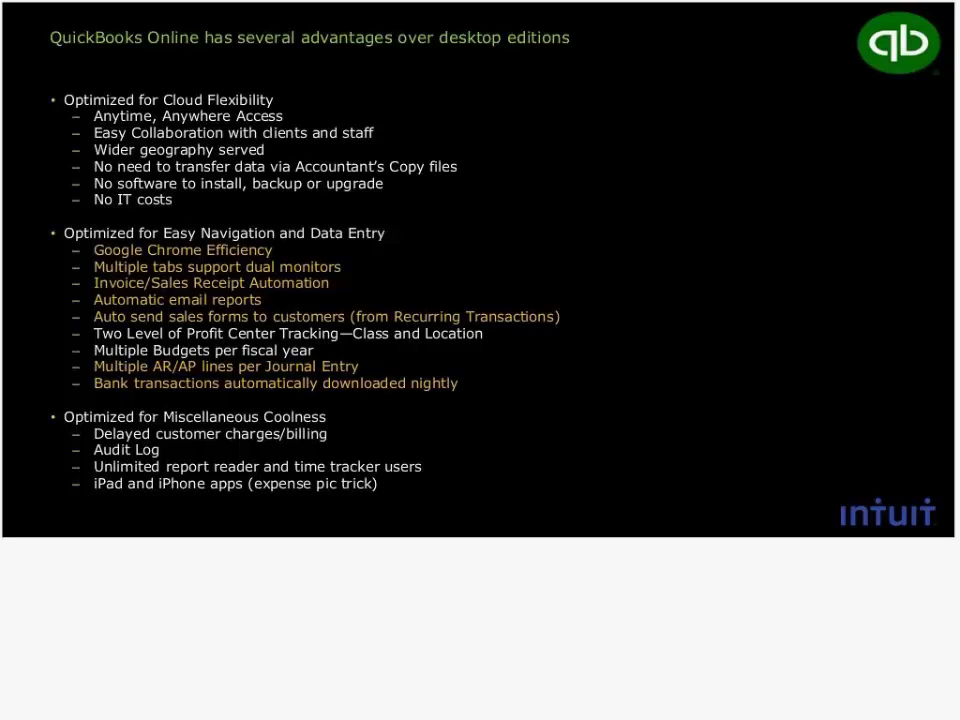 QuickBooks Online has several advantages over desktop editions
qb
• Optimized for Cloud Flexibility
– Anytime, Anywhere Access
– Easy Collaboration with clients and staff
– Wider geography served
– No need to transfer data via Accountant's Copy files
– No software to install, backup or upgrade
– No IT costs
• Optimized for Easy Navigation and Data Entry
– Google Chrome Efficiency
– Multiple tabs support dual monitors
– Invoice/Sales Receipt Automation
– Automatic email reports
– Auto send sales forms to customers (from Recurring Transactions)
– Two Level of Profit Center Tracking—Class and Location
– Multiple Budgets per fiscal year
– Multiple AR/AP lines per Journal Entry
– Bank transactions automatically downloaded nightly
• Optimized for Miscellaneous Coolness
– Delayed customer charges/billing
– Audit Log
– Unlimited report reader and time tracker users
– iPad and iPhone apps (expense pic trick)
intuit